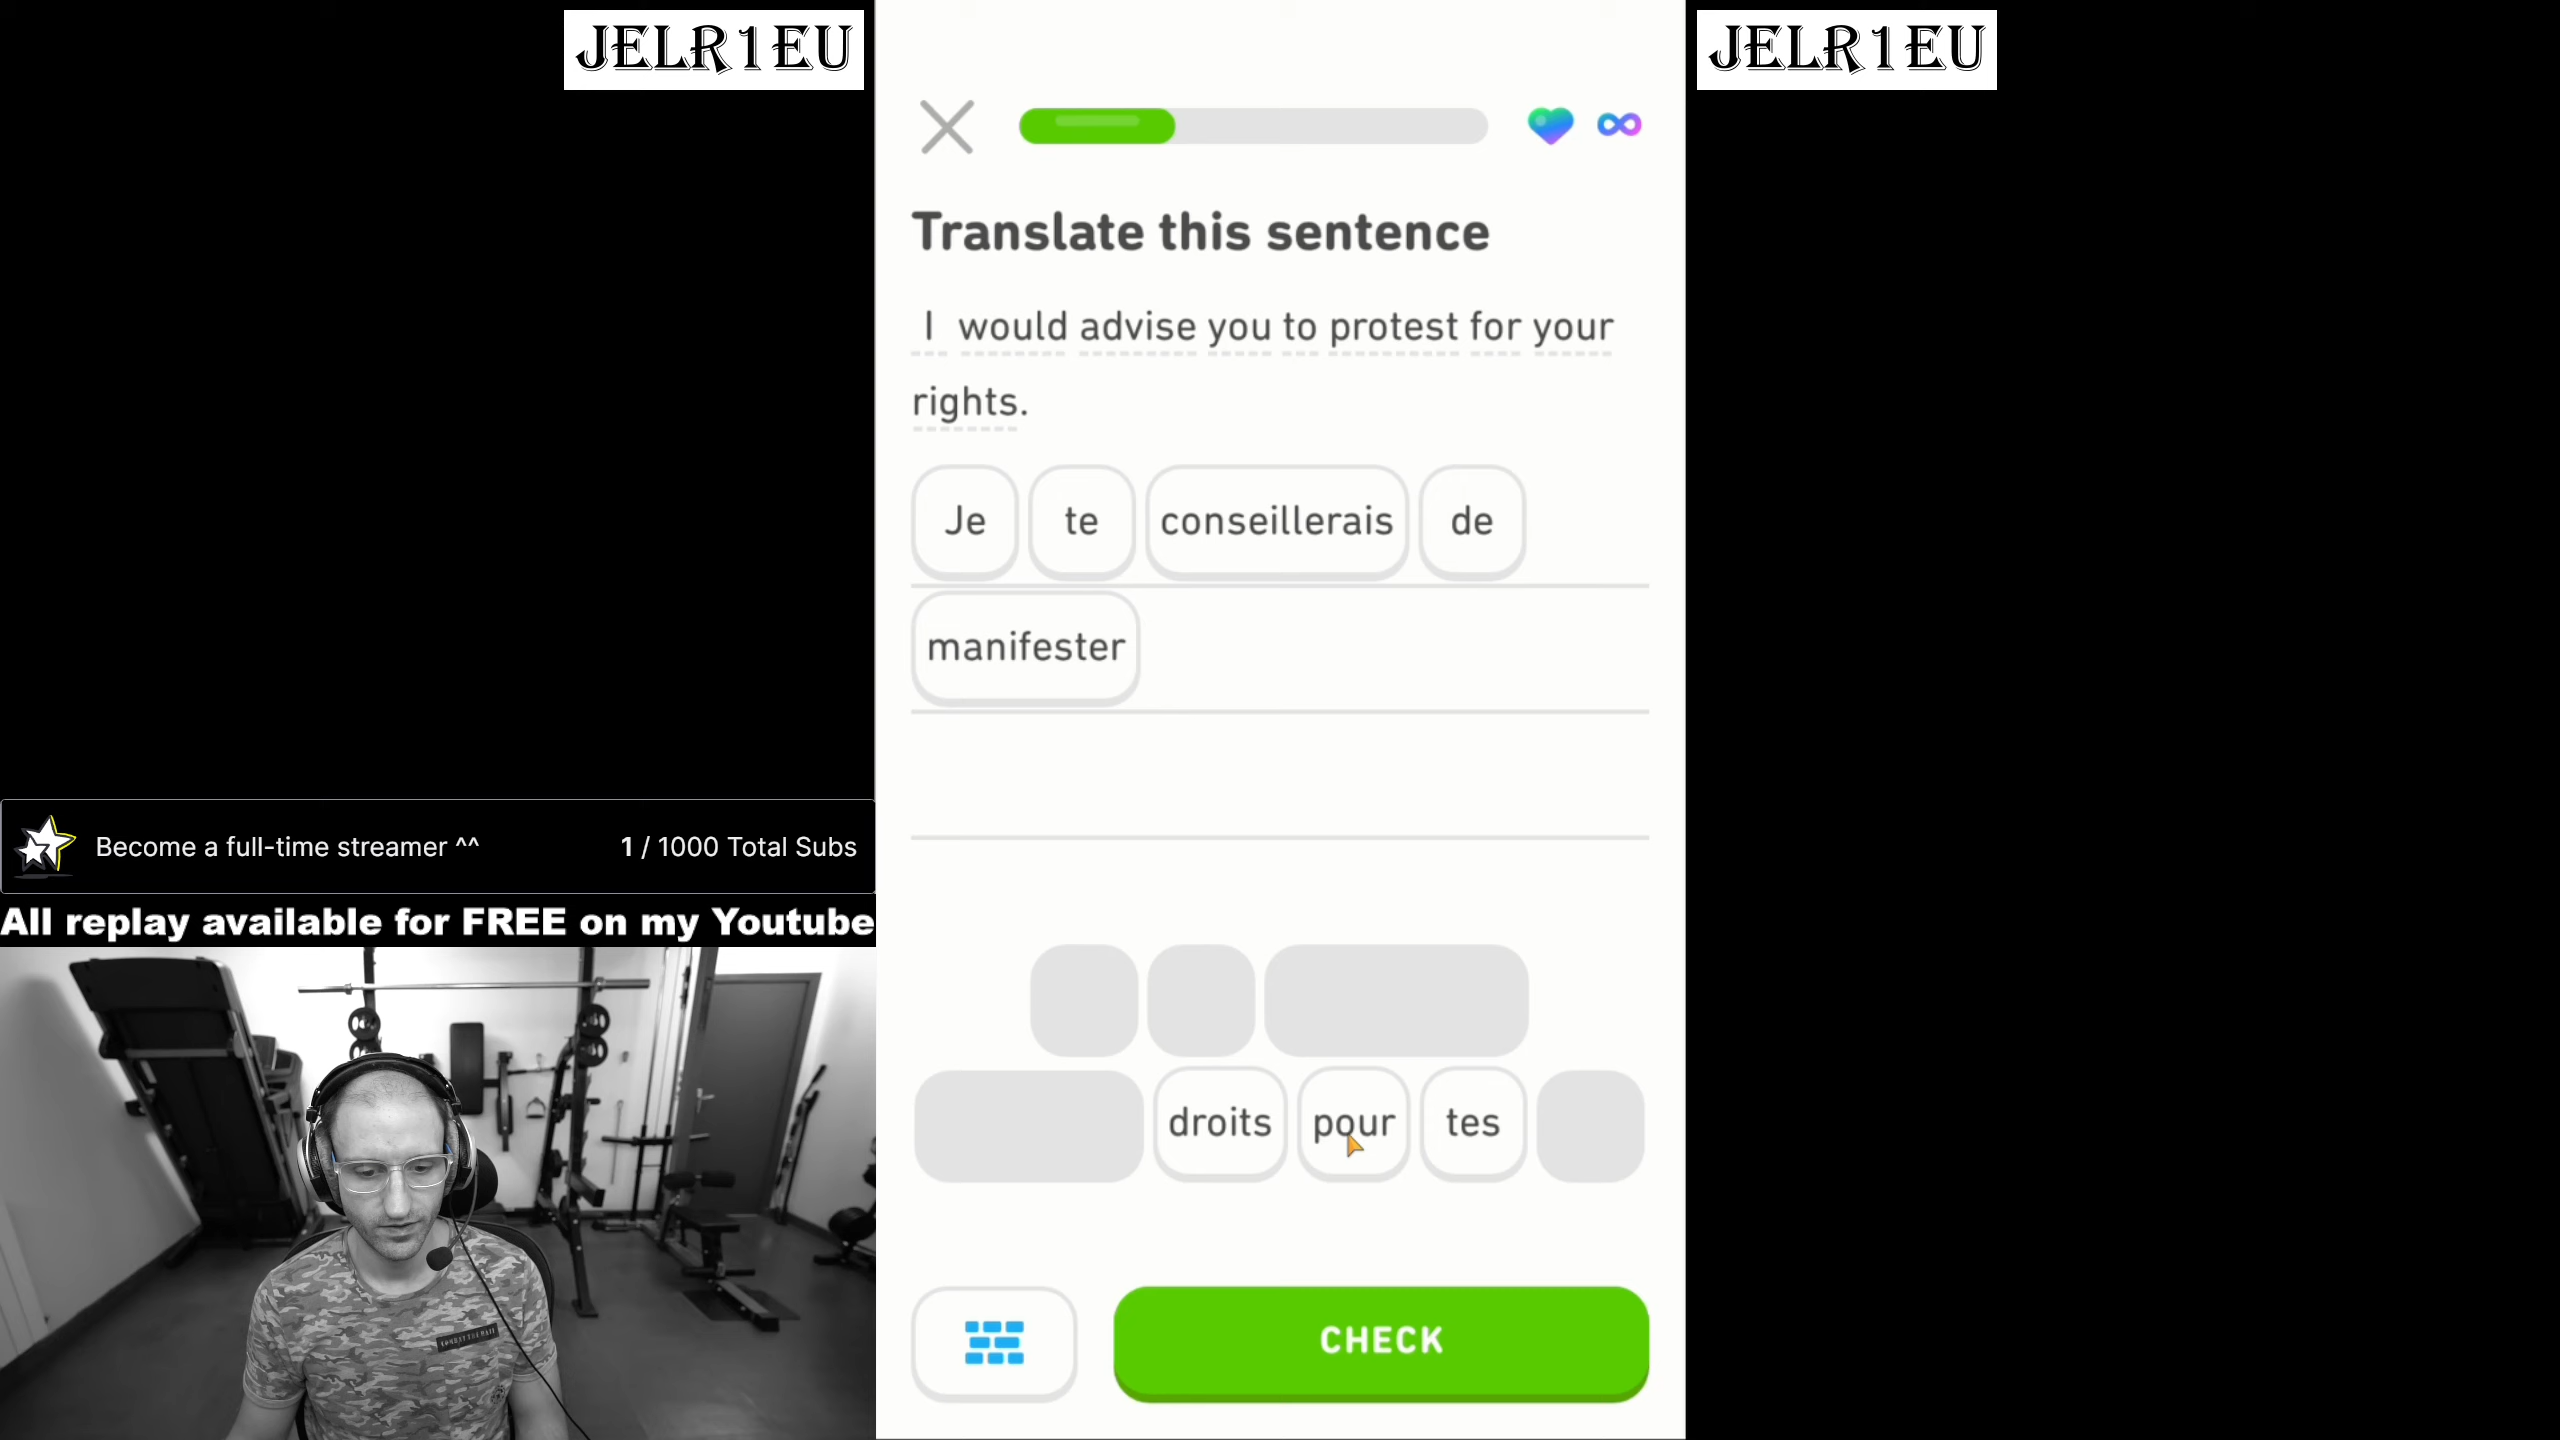 JELR1EU
JELR1EU
Translate this sentence
I would advise you to protest for your
rights.
Je te conseillerais de
manifester
droits pour tes
CHECK
Become a full-time streamer ^^ 1 / 1000 Total Subs
All replay available for FREE on my Youtube